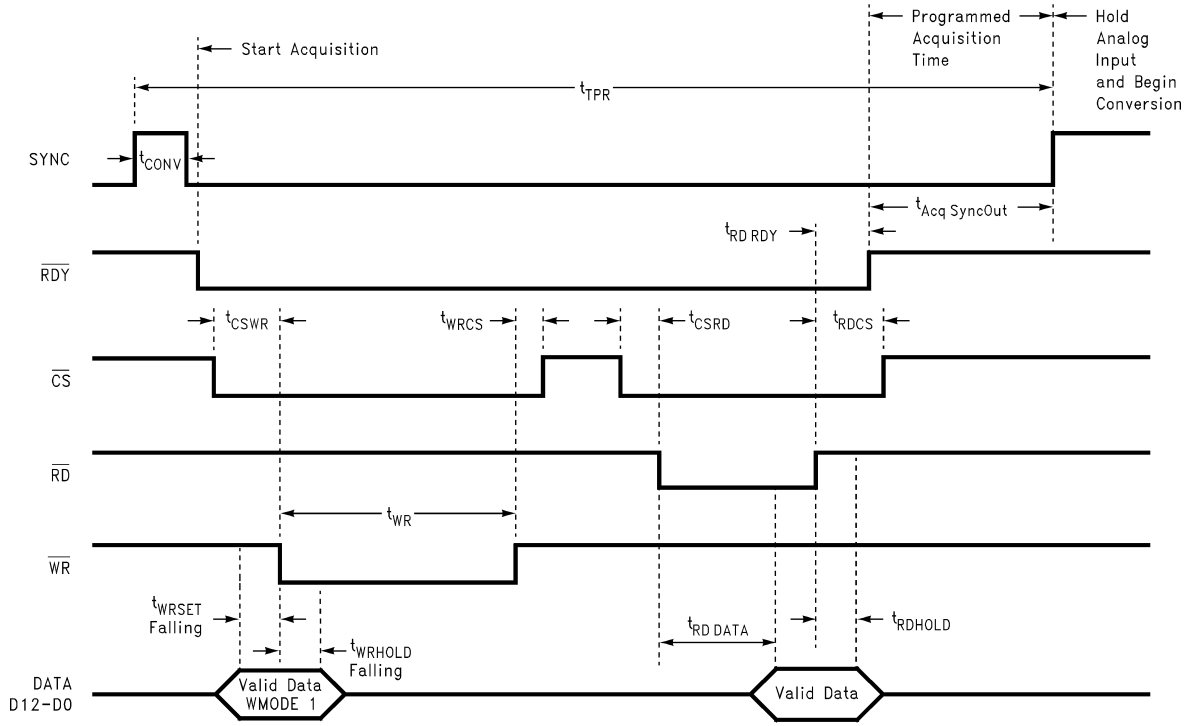 Programmed
Acquisition
Time
Hold
Analog
Input
and Begin
Conversion
Start Acquisition
tTPR
SYNC
tCONV
tAcq SyncOut
tRD RDY
RDY
tCSWR
tWRCS
tCSRD
tRDCS
CS
RD
tWR
WR
tWRSET
Falling
tWRHOLD
Falling
tRD DATA
tRDHOLD
DATA
D12-D0
Valid Data
WMODE 1
Valid Data